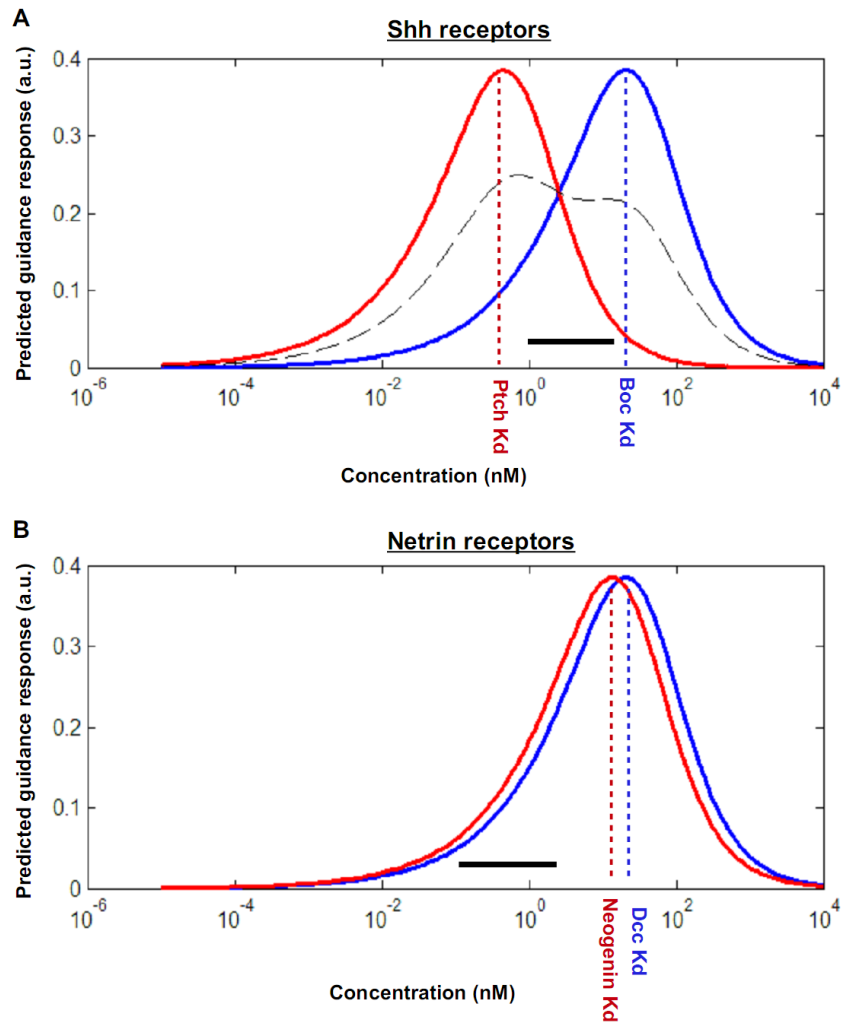 A
Shh receptors
Predicted guidance response (a.u.)
0.4
0.3
0.2
0.1
0
10^-6
10^-4
10^-2
10^0
10^2
10^4
Ptch Kd
Boc Kd
Concentration (nM)
B
Netrin receptors
Predicted guidance response (a.u.)
0.4
0.3
0.2
0.1
0
10^-6
10^-4
10^-2
10^0
10^2
10^4
Neogenin Kd
Dcc Kd
Concentration (nM)